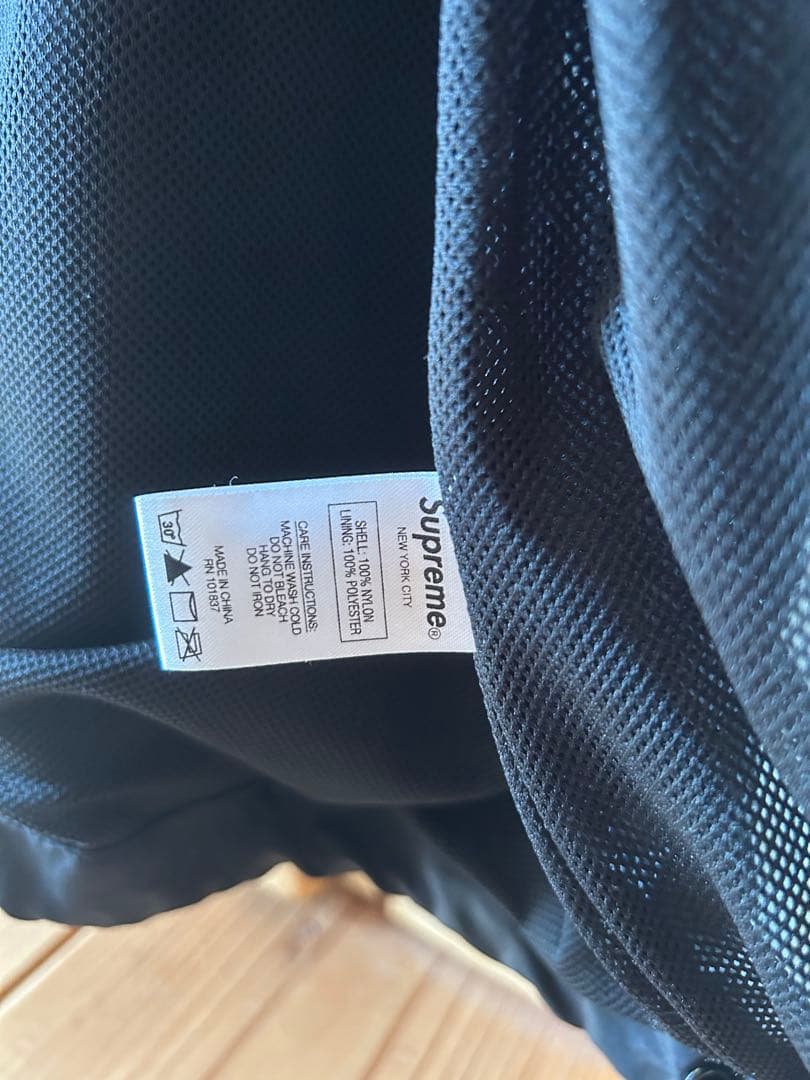 Supreme®
NEW YORK CITY
SHELL: 100% NYLON
LINING: 100% POLYESTER
CARE INSTRUCTIONS:
MACHINE WASH COLD
DO NOT BLEACH
HANG TO DRY
DO NOT IRON
MADE IN CHINA
RN 101837
30°